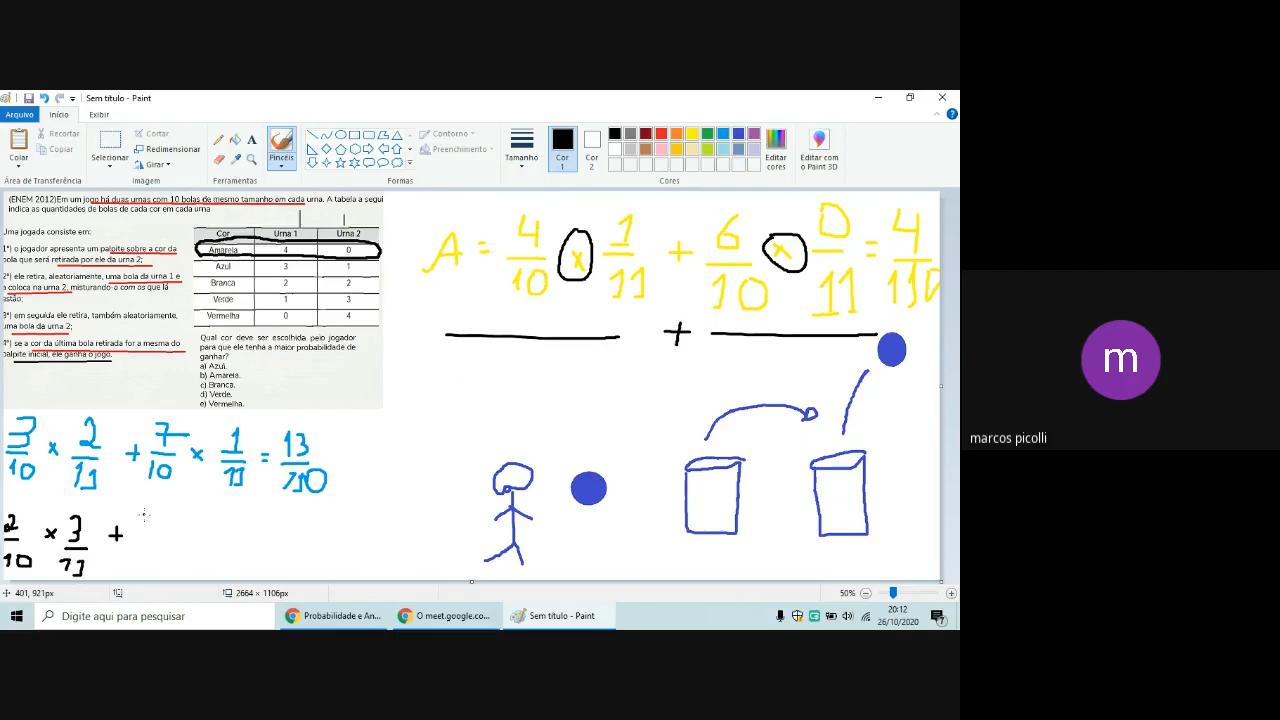 Sem título - Paint
Arquivo
Início
Exibir
Colar
Recortar
Copiar
Selecionar
Cortar
Redimensionar
Girar
A
Pincéis
Contorno
Preenchimento
Tamanho
Cor 1
Cor 2
Editar cores
Editar com o Paint 3D
Área de Transferência
Imagem
Ferramentas
Formas
Cores
(ENEM 2012)Em um jogo há duas urnas com 10 bolas de mesmo tamanho em cada urna. A tabela a segui
indica as quantidades de bolas de cada cor em cada urna
Uma jogada consiste em:
1°) o jogador apresenta um palpite sobre a cor da
bola que será retirada por ele da urna 2;
2°) ele retira, aleatoriamente, uma bola da urna 1 e
a coloca na urna 2, misturando-a com as que lá
estão;
3°) em seguida ele retira, também aleatoriamente,
uma bola da urna 2;
4°) se a cor da última bola retirada for a mesma do
palpite inicial, ele ganha o jogo.
Cor Urna 1 Urna 2
Amarela 4 0
Azul 3 1
Branca 2 2
Verde 1 3
Vermelha 0 4
Qual cor deve ser escolhida pelo jogador
para que ele tenha a maior probabilidade de
ganhar?
a) Azul.
b) Amarela.
c) Branca.
d) Verde.
e) Vermelha.
A = 4/10 × 1/11 + 6/10 × 0/11 = 4/110
+
3/10 × 2/11 + 7/10 × 1/11 = 13/110
2/10 × 3/11 +
m
marcos picolli
401, 921px
2664 × 1106px
50%
Digite aqui para pesquisar
Probabilidade e An...
O meet.google.co...
Sem título - Paint
20:12
26/10/2020